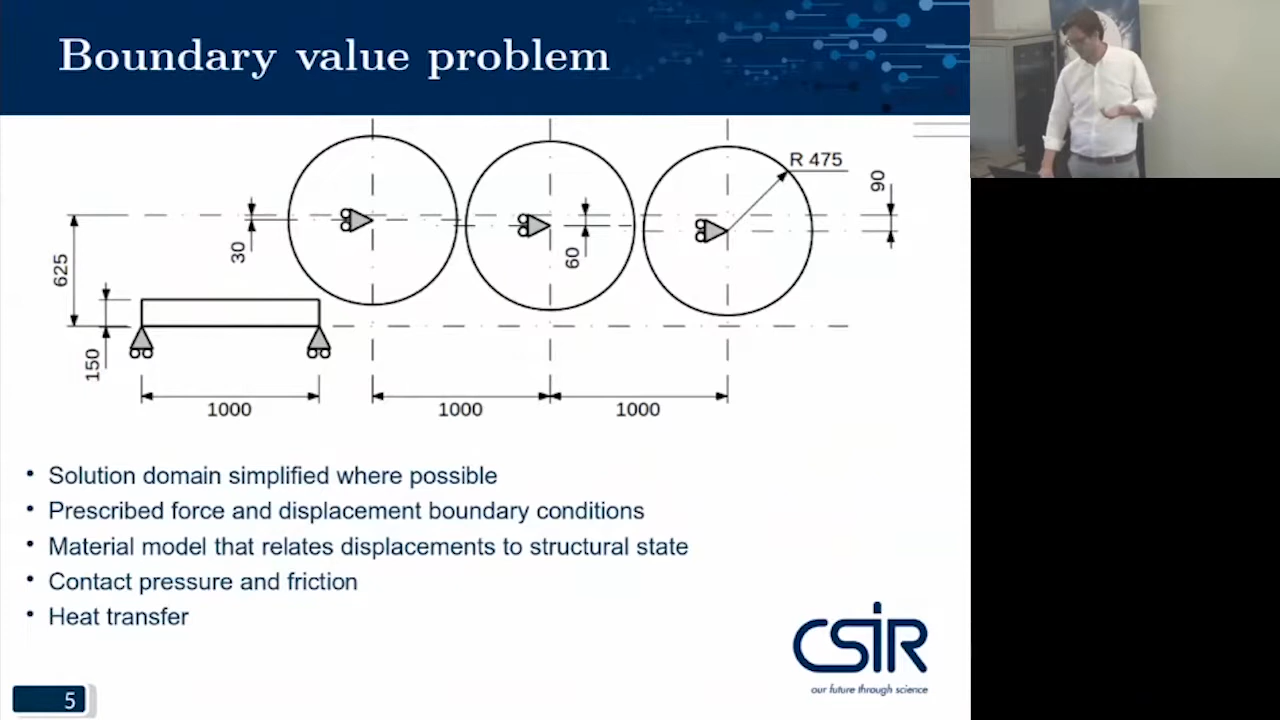 Boundary value problem
R 475
90
30
60
625
150
1000
1000
1000
• Solution domain simplified where possible
• Prescribed force and displacement boundary conditions
• Material model that relates displacements to structural state
• Contact pressure and friction
• Heat transfer
CSIR
our future through science
5